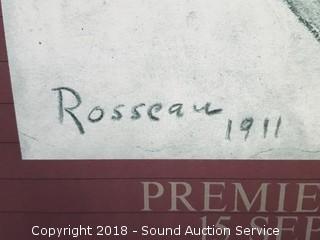 Rosseau
1911
PREMIE
15 SEP
Copyright 2018 - Sound Auction Service